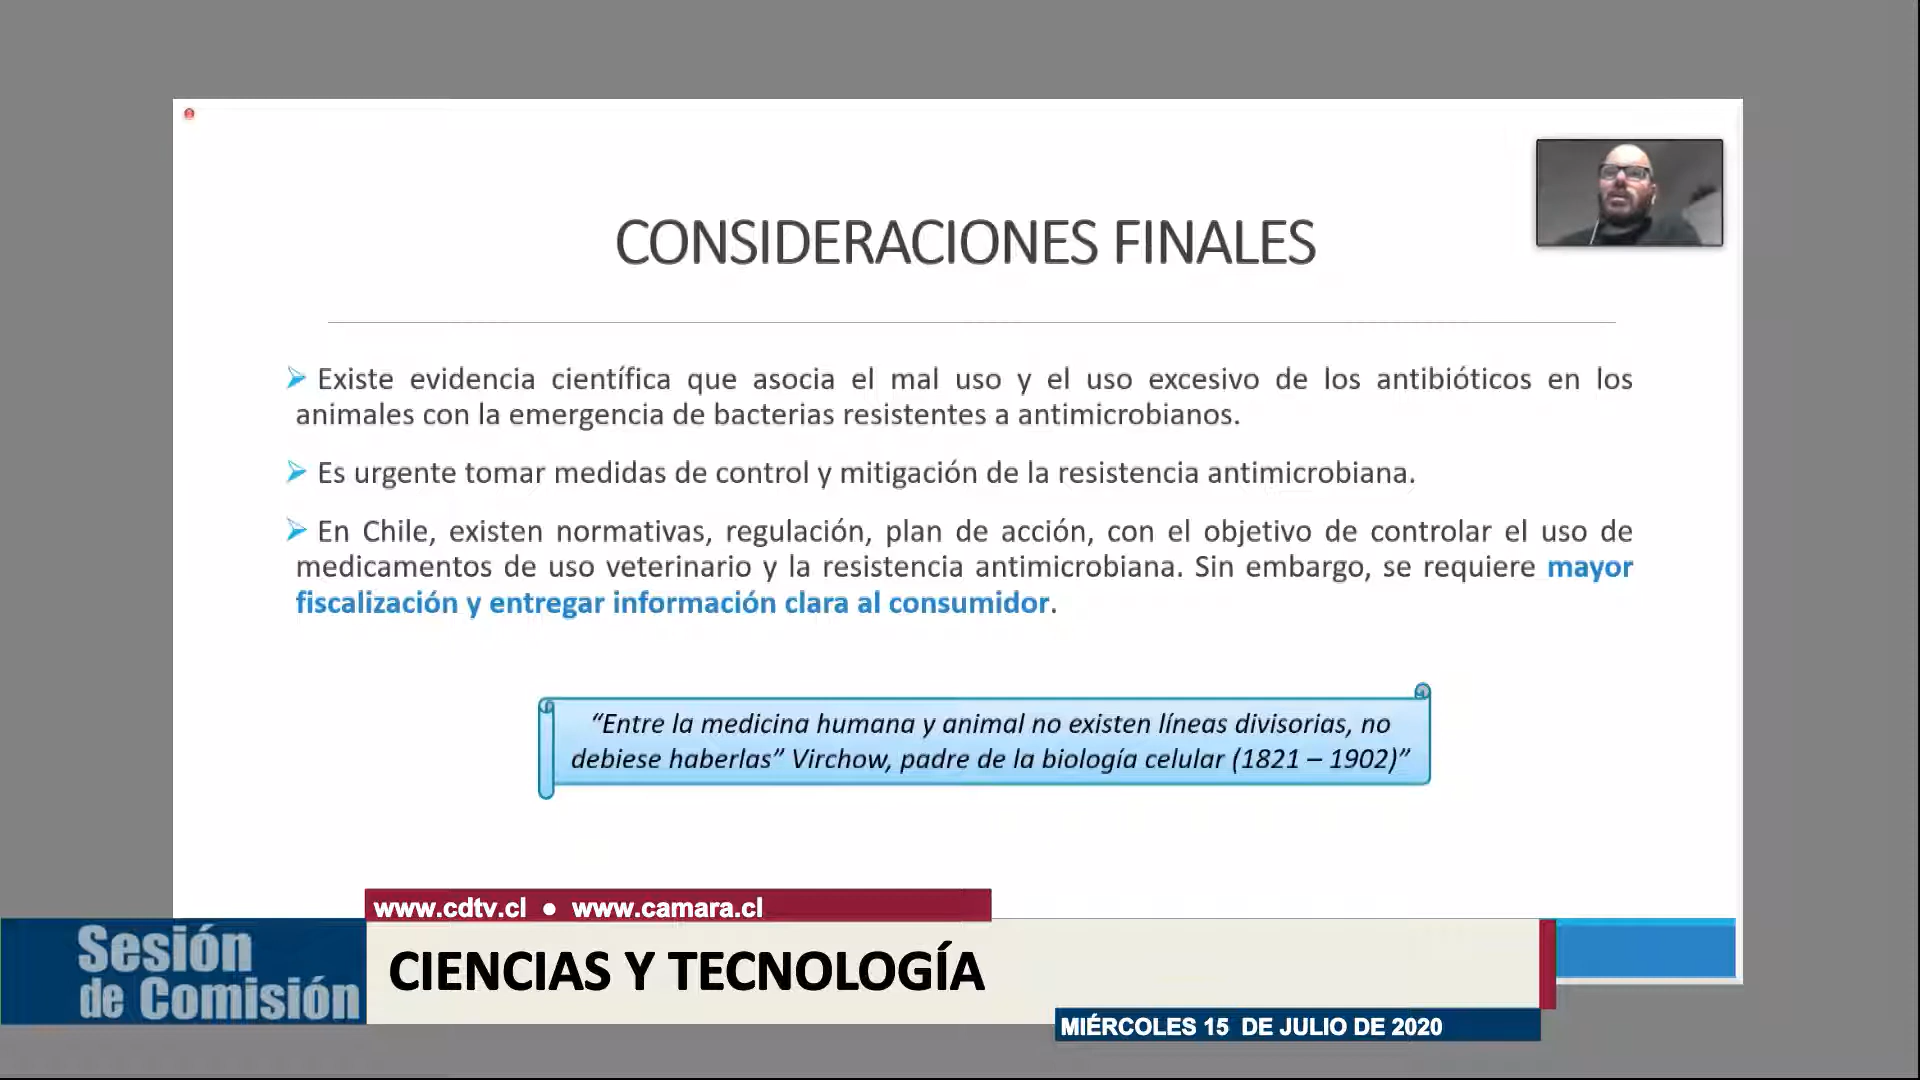 CONSIDERACIONES FINALES
Existe evidencia científica que asocia el mal uso y el uso excesivo de los antibióticos en los
animales con la emergencia de bacterias resistentes a antimicrobianos.
Es urgente tomar medidas de control y mitigación de la resistencia antimicrobiana.
En Chile, existen normativas, regulación, plan de acción, con el objetivo de controlar el uso de
medicamentos de uso veterinario y la resistencia antimicrobiana. Sin embargo, se requiere mayor
fiscalización y entregar información clara al consumidor.
“Entre la medicina humana y animal no existen líneas divisorias, no
debiese haberlas” Virchow, padre de la biología celular (1821 – 1902)”
www.cdtv.cl ● www.camara.cl
Sesión
de Comisión
CIENCIAS Y TECNOLOGÍA
MIÉRCOLES 15 DE JULIO DE 2020